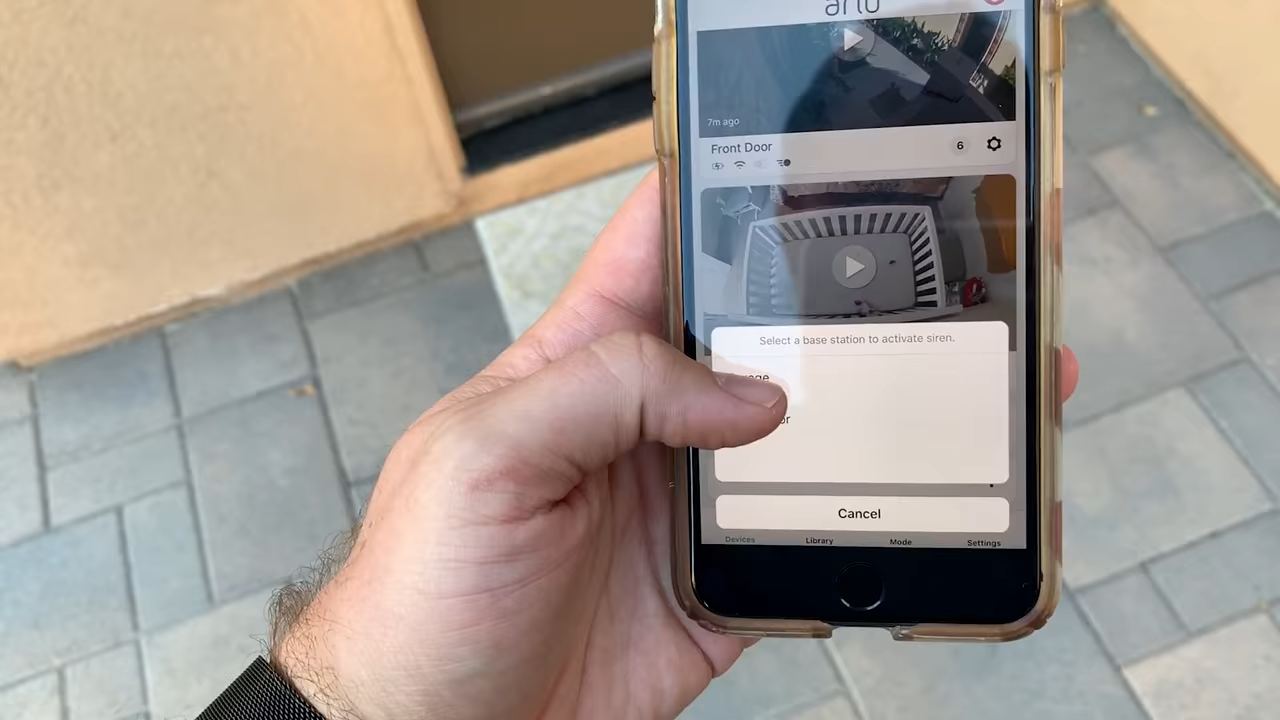 arlo
7m ago
Front Door
6
Select a base station to activate siren.
Cancel
Devices Library Mode Settings